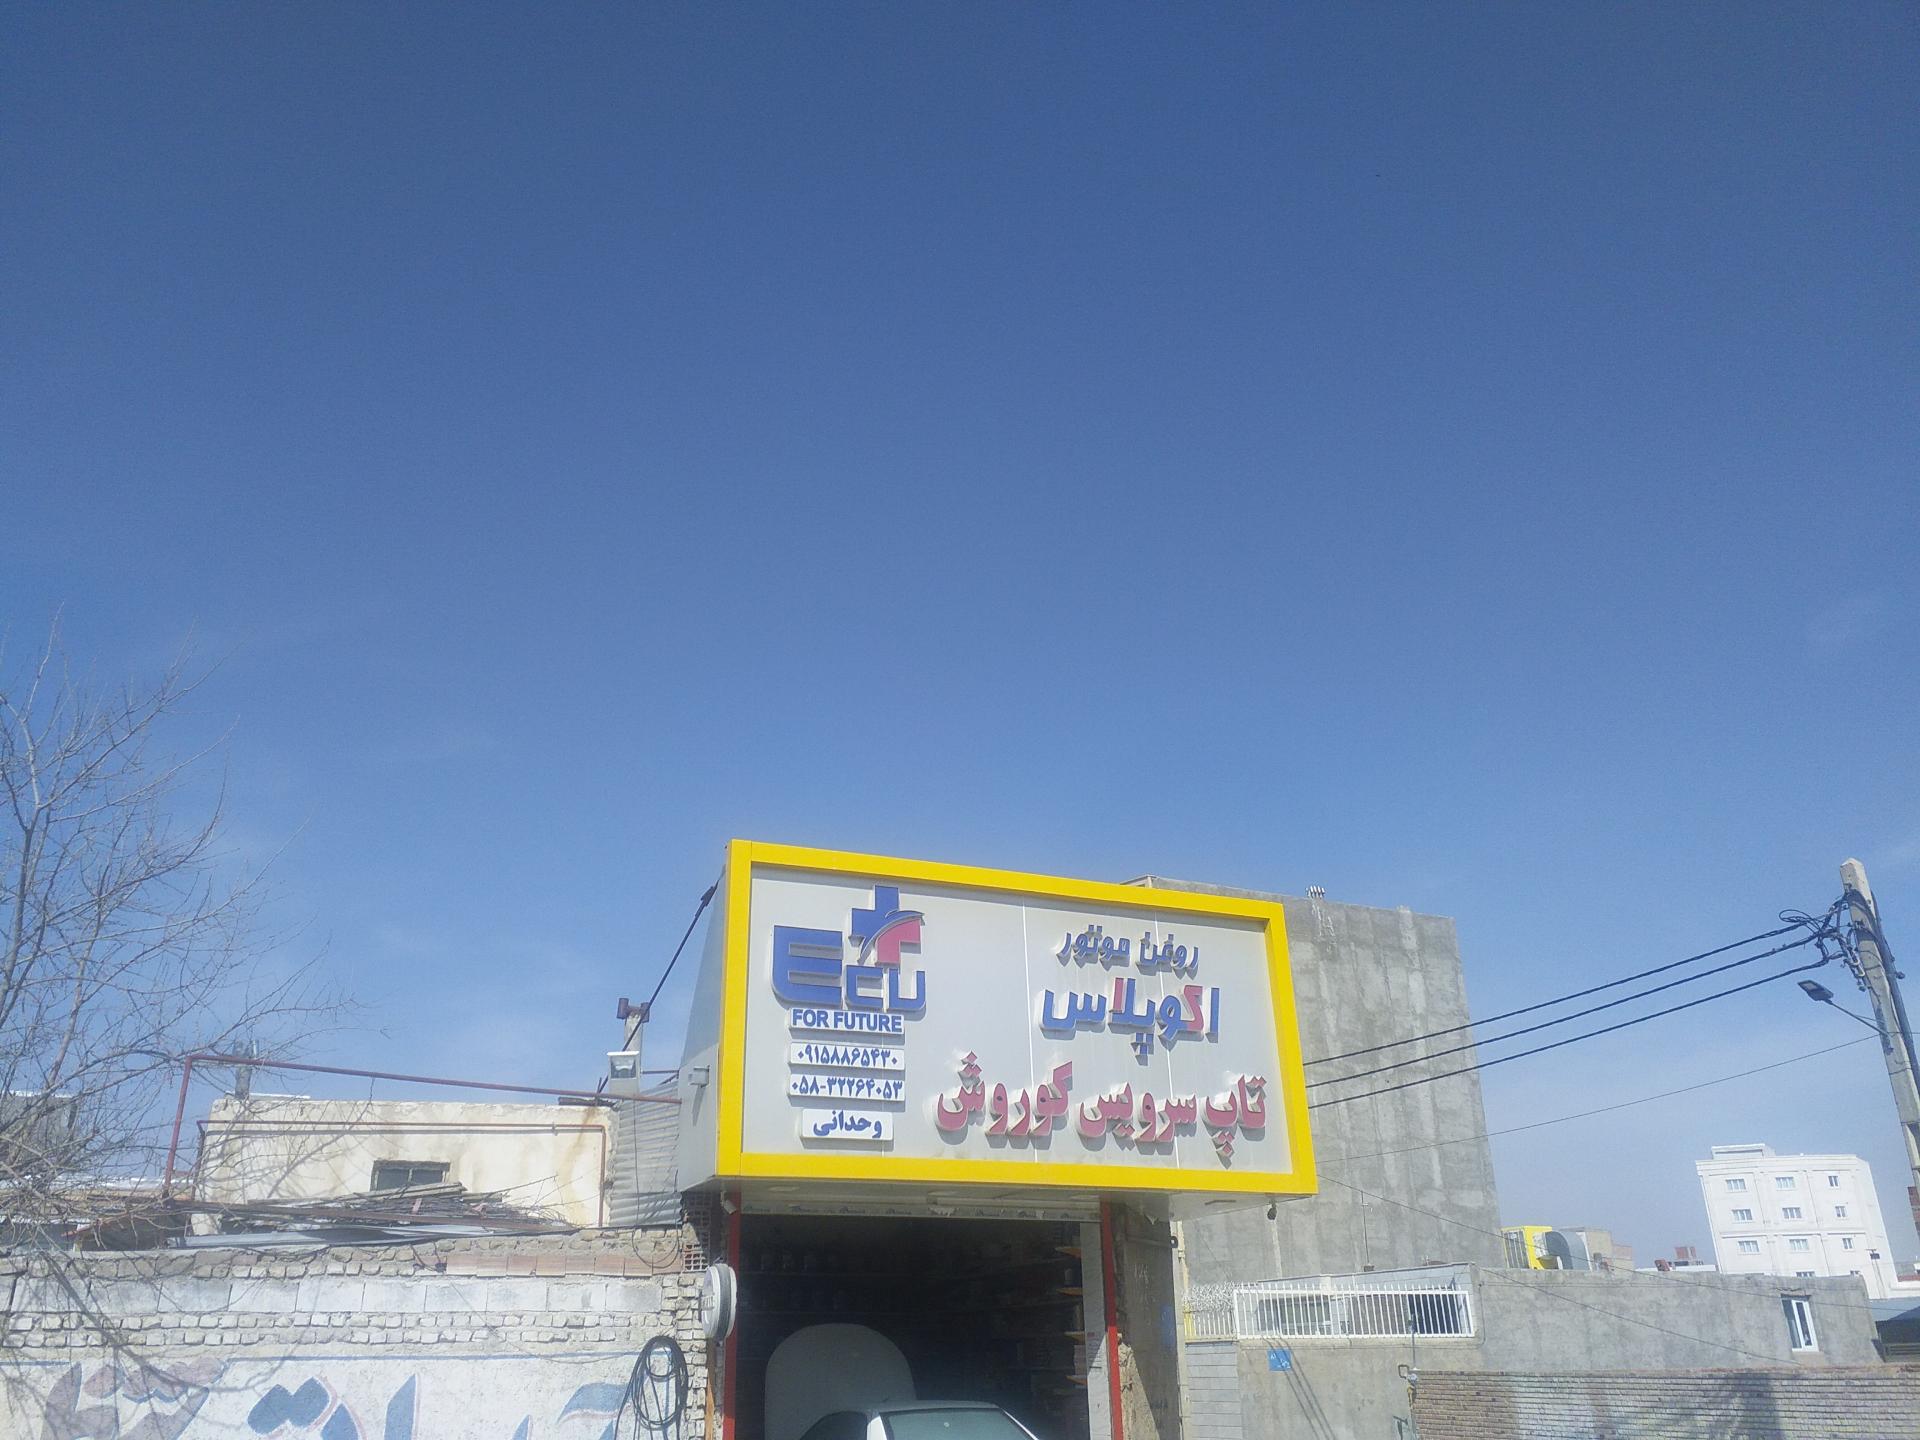 روغن موتور
اکوپلاس
تاپ سرویس کوروش
ECU
FOR FUTURE
۰۹۱۵۸۸۶۵۴۳۰
۰۵۸-۳۲۲۶۴۰۵۳
وحدانی